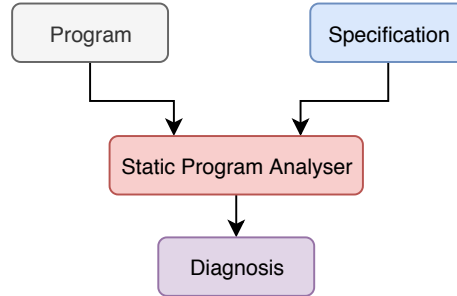 Program
Specification
Static Program Analyser
Diagnosis